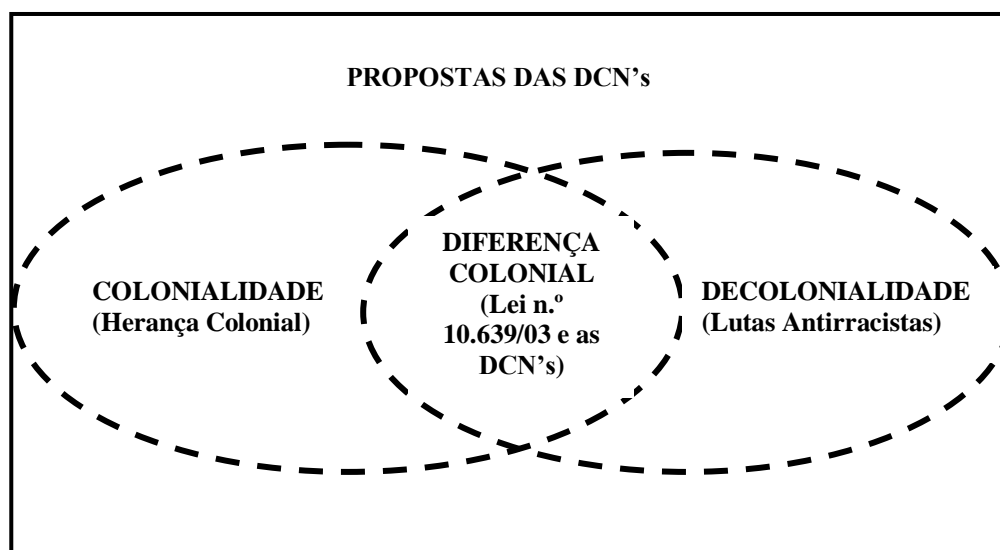 PROPOSTAS DAS DCN’s
COLONIALIDADE
(Herança Colonial)
DIFERENÇA
COLONIAL
(Lei n.º
10.639/03 e as
DCN’s)
DECOLONIALIDADE
(Lutas Antirracistas)